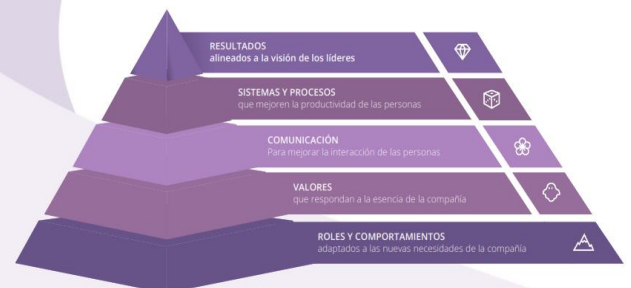 RESULTADOS
alineados a la visión de los líderes
SISTEMAS Y PROCESOS
que mejoren la productividad de las personas
COMUNICACIÓN
Para mejorar la interacción de las personas
VALORES
que respondan a la esencia de la compañía
ROLES Y COMPORTAMIENTOS
adaptados a las nuevas necesidades de la compañía